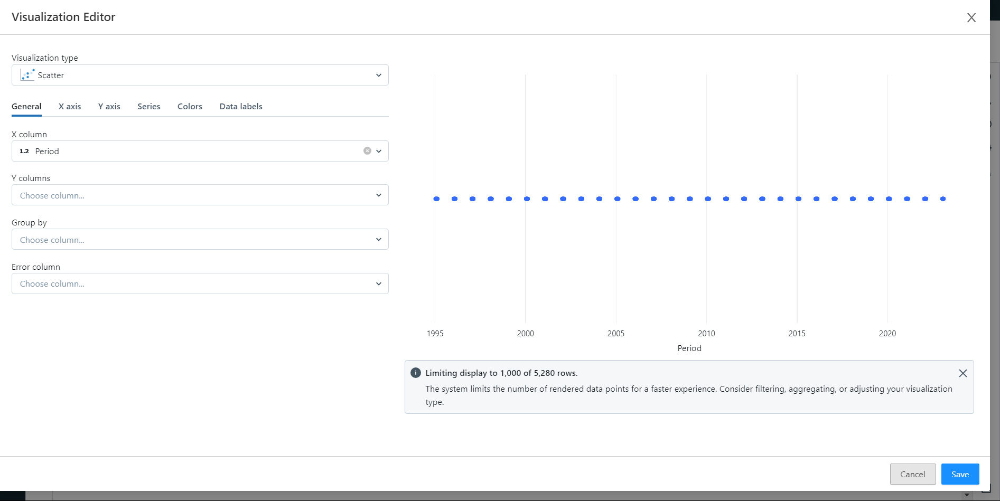 Visualization Editor
Visualization type
Scatter
General X axis Y axis Series Colors Data labels
X column
1.2 Period
Y columns
Choose column...
Group by
Choose column...
Error column
Choose column...
1995 2000 2005 2010 2015 2020
Period
Limiting display to 1,000 of 5,280 rows.
The system limits the number of rendered data points for a faster experience. Consider filtering, aggregating, or adjusting your visualization
type.
Cancel Save